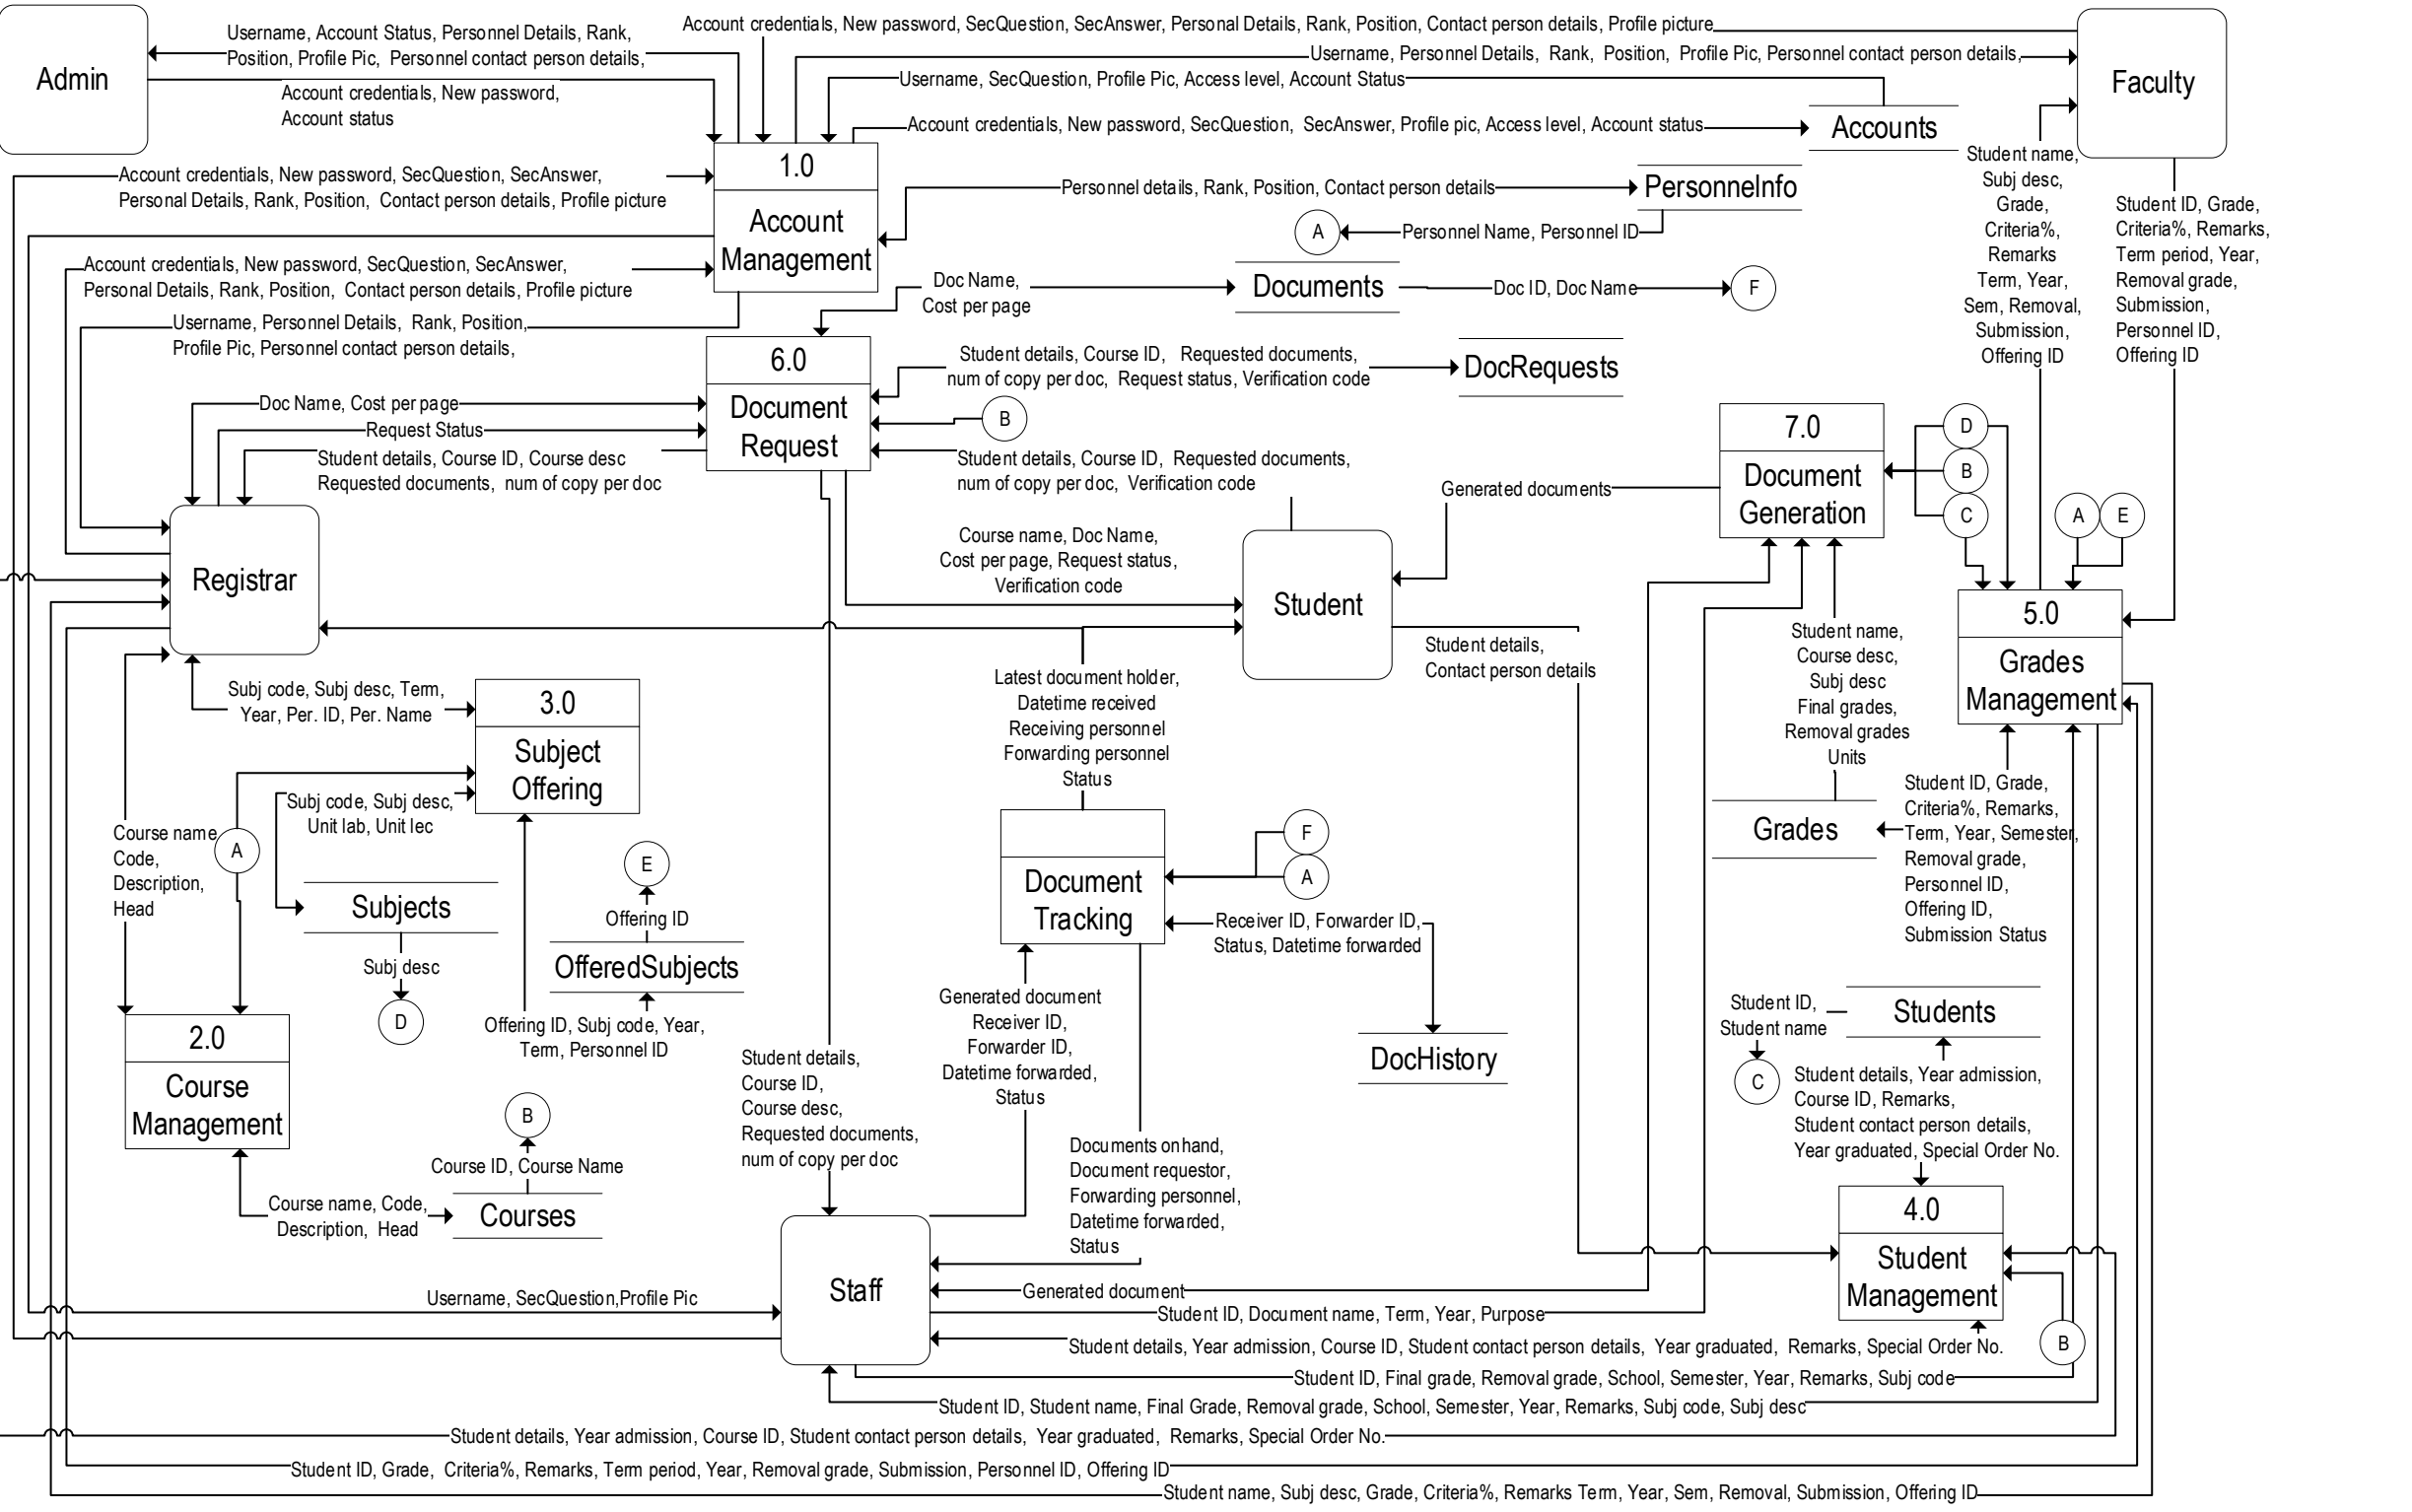 Admin
Username, Account Status, Personnel Details, Rank,
Position, Profile Pic, Personnel contact person details,
Account credentials, New password,
Account status
Account credentials, New password, SecQuestion, SecAnswer, Personal Details, Rank, Position, Contact person details, Profile picture
Username, Personnel Details, Rank, Position, Profile Pic, Personnel contact person details,
Username, SecQuestion, Profile Pic, Access level, Account Status
Account credentials, New password, SecQuestion, SecAnswer, Profile pic, Access level, Account status
Accounts
Faculty
1.0
Account
Management
Account credentials, New password, SecQuestion, SecAnswer,
Personal Details, Rank, Position, Contact person details, Profile picture
Personnel details, Rank, Position, Contact person details
PersonnelInfo
A
Personnel Name, Personnel ID
Account credentials, New password, SecQuestion, SecAnswer,
Personal Details, Rank, Position, Contact person details, Profile picture
Username, Personnel Details, Rank, Position,
Profile Pic, Personnel contact person details,
Doc Name,
Cost per page
Documents
Doc ID, Doc Name
F
Student name,
Subj desc,
Grade,
Criteria%,
Remarks
Term, Year,
Sem, Removal,
Submission,
Offering ID
Student ID, Grade,
Criteria%, Remarks,
Term period, Year,
Removal grade,
Submission,
Personnel ID,
Offering ID
6.0
Document
Request
Student details, Course ID, Requested documents,
num of copy per doc, Request status, Verification code
DocRequests
B
Doc Name, Cost per page
Request Status
Student details, Course ID, Course desc
Requested documents, num of copy per doc
Student details, Course ID, Requested documents,
num of copy per doc, Verification code
Generated documents
7.0
Document
Generation
D
B
C
A
E
Registrar
Course name, Doc Name,
Cost per page, Request status,
Verification code
Student
5.0
Grades
Management
Student details,
Contact person details
Student name,
Course desc,
Subj desc
Final grades,
Removal grades
Units
Subj code, Subj desc, Term,
Year, Per. ID, Per. Name
3.0
Subject
Offering
Latest document holder,
Datetime received
Receiving personnel
Forwarding personnel
Status
Subj code, Subj desc,
Unit lab, Unit lec
Course name
Code,
Description,
Head
A
Subjects
Subj desc
D
E
Offering ID
OfferedSubjects
Offering ID, Subj code, Year,
Term, Personnel ID
Document
Tracking
F
A
Receiver ID, Forwarder ID,
Status, Datetime forwarded
DocHistory
Grades
Student ID, Grade,
Criteria%, Remarks,
Term, Year, Semester,
Removal grade,
Personnel ID,
Offering ID,
Submission Status
Student ID,
Student name
Students
C
Student details, Year admission,
Course ID, Remarks,
Student contact person details,
Year graduated, Special Order No.
2.0
Course
Management
B
Course ID, Course Name
Course name, Code,
Description, Head
Courses
Student details,
Course ID,
Course desc,
Requested documents,
num of copy per doc
Generated document
Receiver ID,
Forwarder ID,
Datetime forwarded,
Status
Documents onhand,
Document requestor,
Forwarding personnel,
Datetime forwarded,
Status
4.0
Student
Management
B
Staff
Username, SecQuestion,Profile Pic
Generated document
Student ID, Document name, Term, Year, Purpose
Student details, Year admission, Course ID, Student contact person details, Year graduated, Remarks, Special Order No.
Student ID, Final grade, Removal grade, School, Semester, Year, Remarks, Subj code
Student ID, Student name, Final Grade, Removal grade, School, Semester, Year, Remarks, Subj code, Subj desc
Student details, Year admission, Course ID, Student contact person details, Year graduated, Remarks, Special Order No.
Student ID, Grade, Criteria%, Remarks, Term period, Year, Removal grade, Submission, Personnel ID, Offering ID
Student name, Subj desc, Grade, Criteria%, Remarks Term, Year, Sem, Removal, Submission, Offering ID